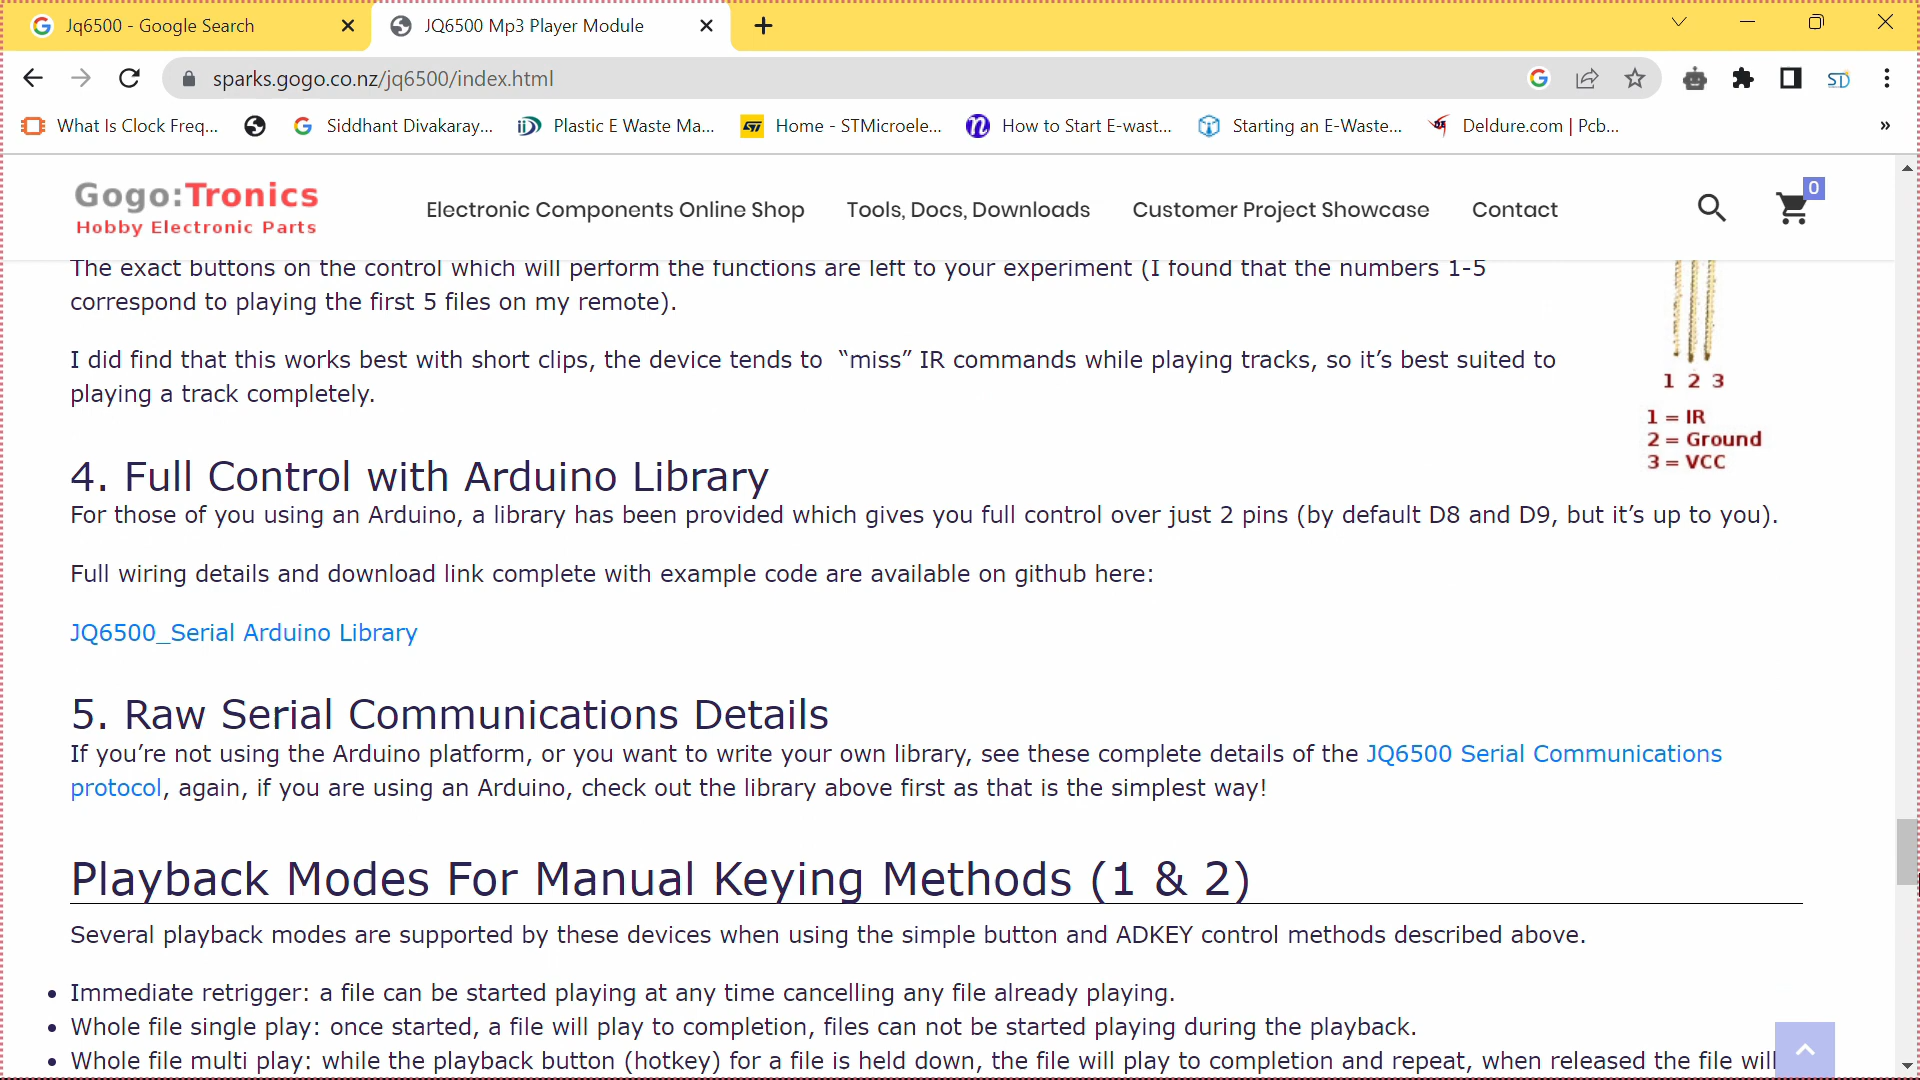 Jq6500 - Google Search
JQ6500 Mp3 Player Module
sparks.gogo.co.nz/jq6500/index.html
What Is Clock Freq...
Siddhant Divakaray...
Plastic E Waste Ma...
Home - STMicroele...
How to Start E-wast...
Starting an E-Waste...
Deldure.com | Pcb...
»
Gogo:Tronics
Hobby Electronic Parts
Electronic Components Online Shop
Tools, Docs, Downloads
Customer Project Showcase
Contact
0
The exact buttons on the control which will perform the functions are left to your experiment (I found that the numbers 1-5
correspond to playing the first 5 files on my remote).
I did find that this works best with short clips, the device tends to “miss” IR commands while playing tracks, so it’s best suited to
playing a track completely.
1 2 3
1 = IR
2 = Ground
3 = VCC
4. Full Control with Arduino Library
For those of you using an Arduino, a library has been provided which gives you full control over just 2 pins (by default D8 and D9, but it’s up to you).
Full wiring details and download link complete with example code are available on github here:
JQ6500_Serial Arduino Library
5. Raw Serial Communications Details
If you’re not using the Arduino platform, or you want to write your own library, see these complete details of the JQ6500 Serial Communications
protocol, again, if you are using an Arduino, check out the library above first as that is the simplest way!
Playback Modes For Manual Keying Methods (1 & 2)
Several playback modes are supported by these devices when using the simple button and ADKEY control methods described above.
• Immediate retrigger: a file can be started playing at any time cancelling any file already playing.
• Whole file single play: once started, a file will play to completion, files can not be started playing during the playback.
• Whole file multi play: while the playback button (hotkey) for a file is held down, the file will play to completion and repeat, when released the file will